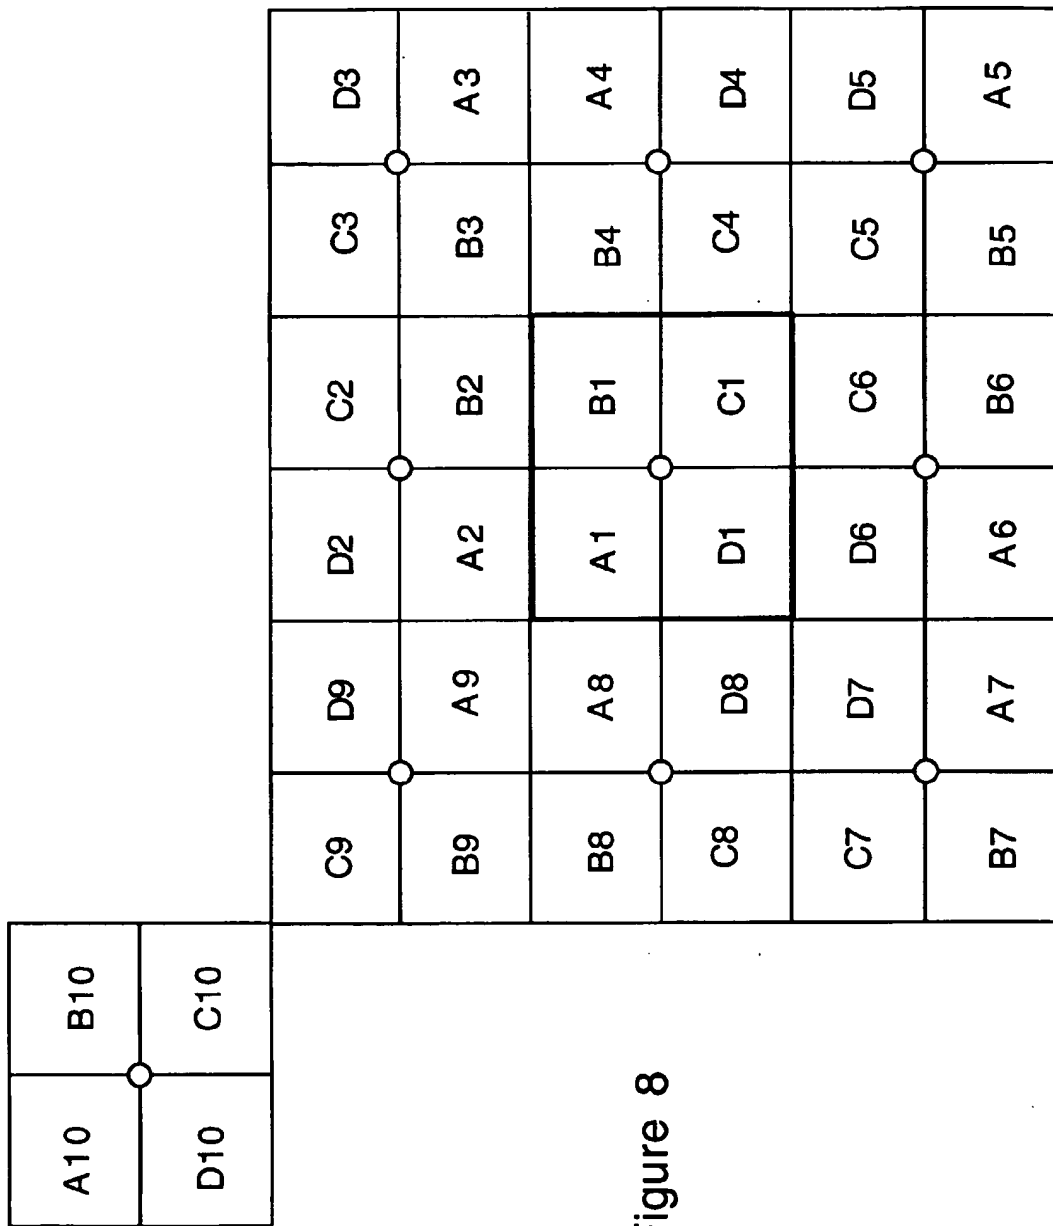 A10 B10
D10 C10
C9 D9 D2 C2 C3 D3
B9 A9 A2 B2 B3 A3
B8 A8 A1 B1 B4 A4
C8 D8 D1 C1 C4 D4
C7 D7 D6 C6 C5 D5
B7 A7 A6 B6 B5 A5
Figure 8